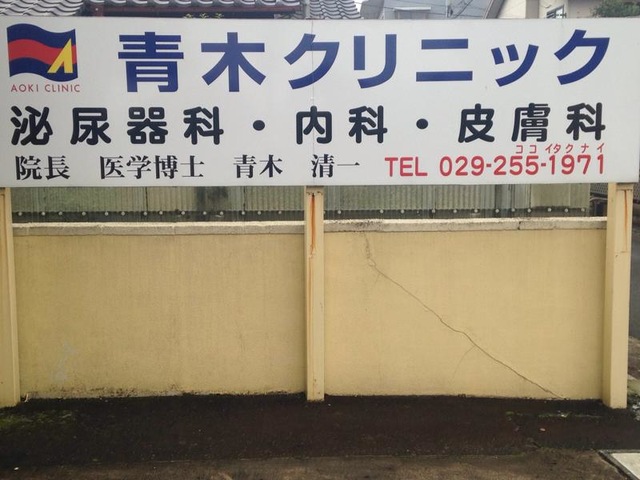 青木クリニック
AOKI CLINIC
泌尿器科・内科・皮膚科
ココイタクナイ
院長 医学博士 青木 清一 TEL 029-255-1971